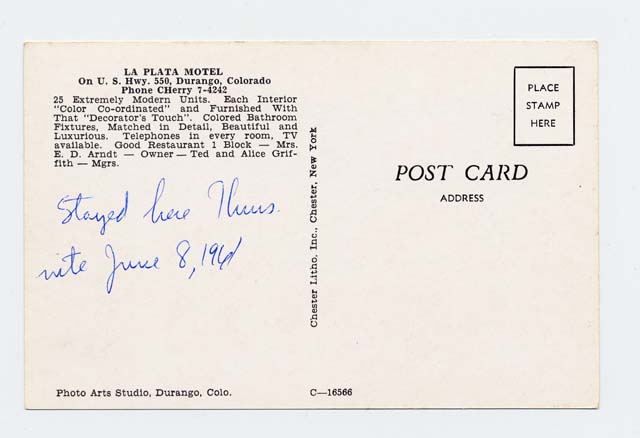 LA PLATA MOTEL
On U. S. Hwy. 550, Durango, Colorado
Phone CHerry 7-4242
25 Extremely Modern Units. Each Interior
"Color Co-ordinated" and Furnished With
That "Decorator's Touch". Colored Bathroom
Fixtures, Matched in Detail, Beautiful and
Luxurious. Telephones in every room, TV
available. Good Restaurant 1 Block — Mrs.
E. D. Arndt — Owner — Ted and Alice Grif-
fith — Mgrs.
Stayed here Thurs.
nite June 8, 1961
Photo Arts Studio, Durango, Colo.
Chester Litho, Inc., Chester, New York
C—16566
PLACE
STAMP
HERE
POST CARD
ADDRESS